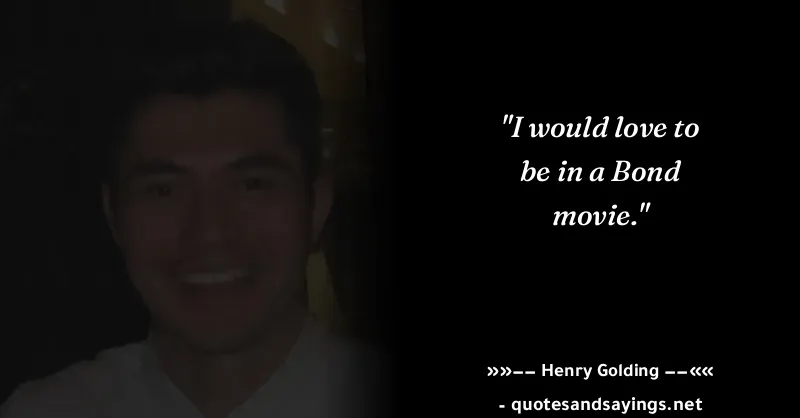 "I would love to
be in a Bond
movie."
»»−− Henry Golding −−««
- quotesandsayings.net